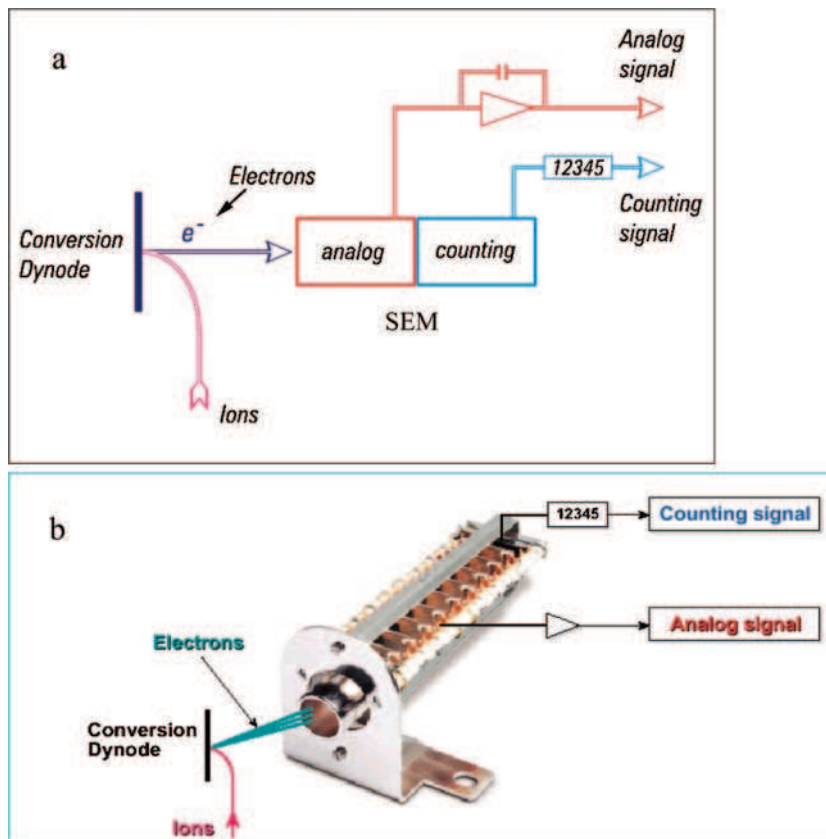 a
Analog
signal
Electrons
12345
e-
Conversion
Dynode
analog
counting
Counting
signal
SEM
Ions
b
12345
Counting signal
Analog signal
Electrons
Conversion
Dynode
Ions